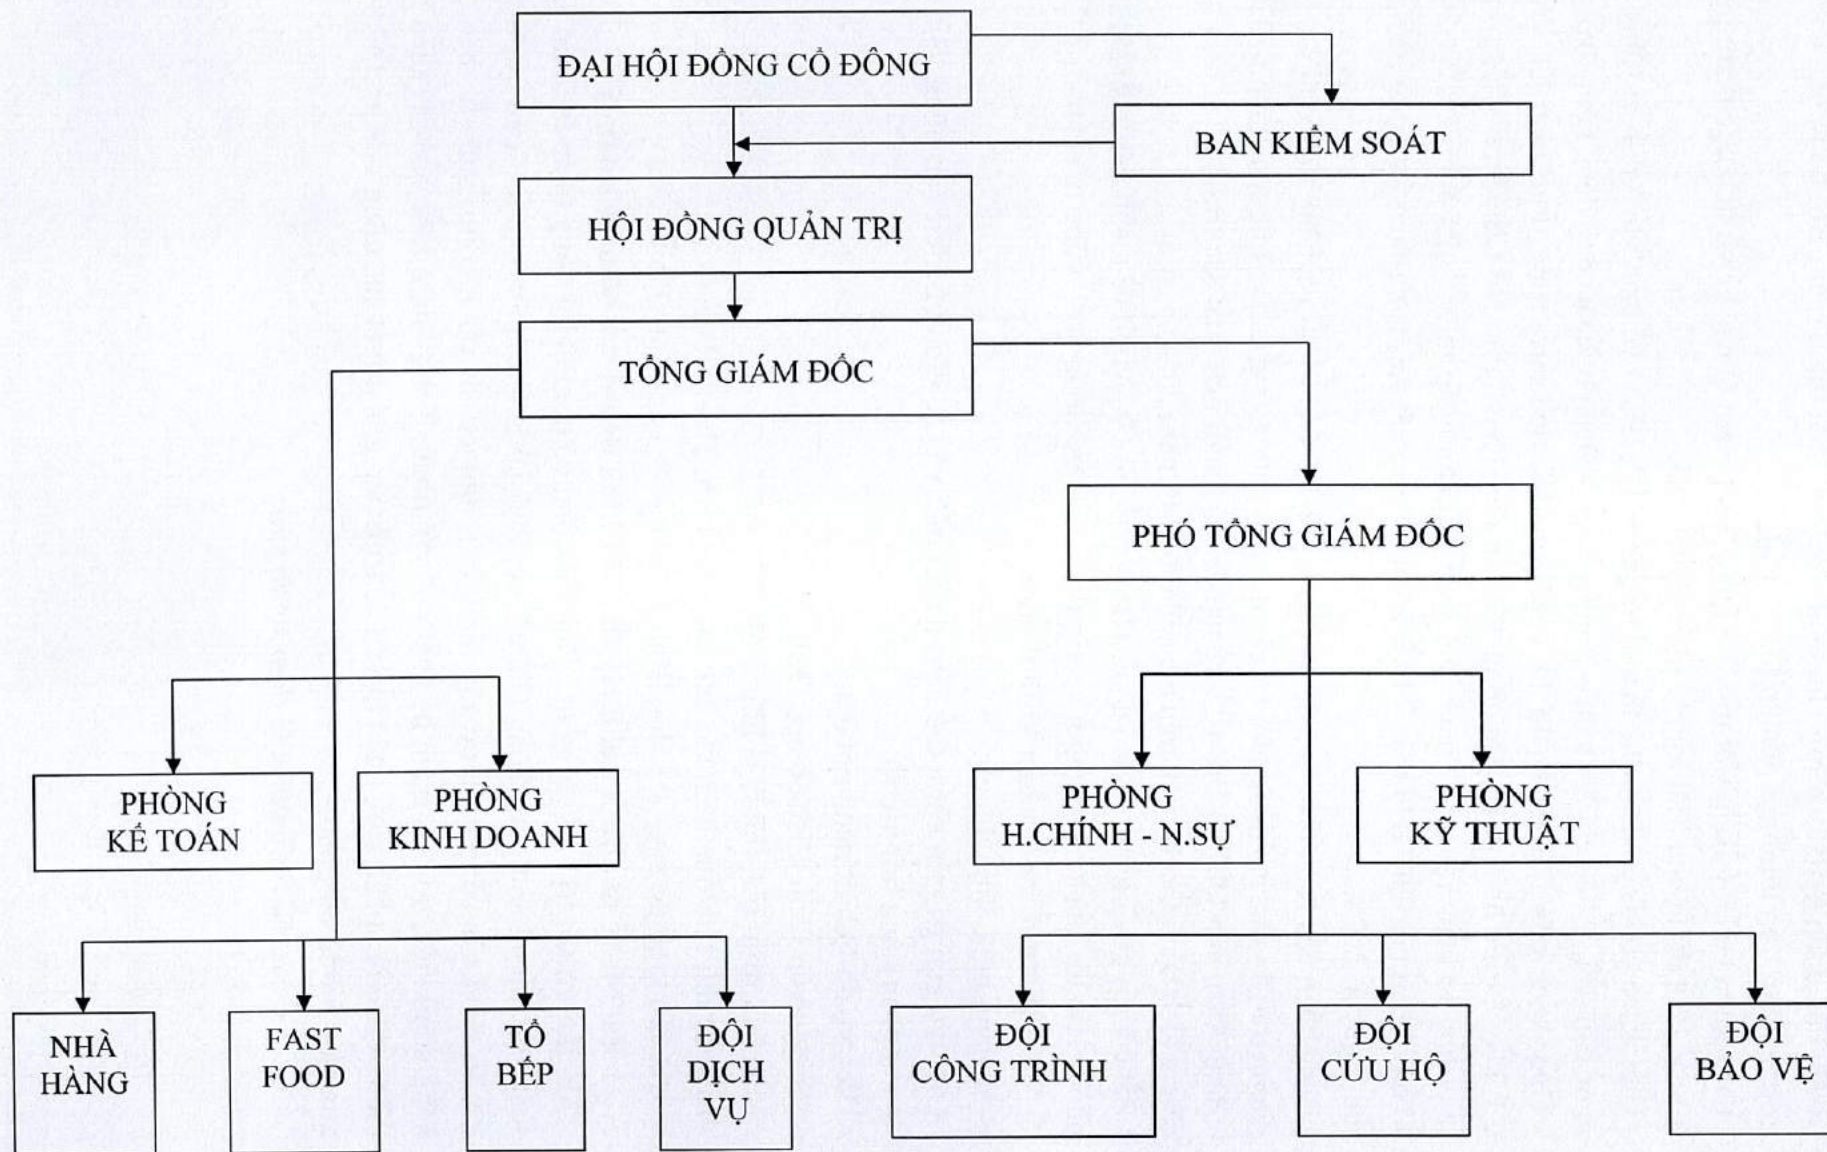 ĐẠI HỘI ĐỒNG CỔ ĐÔNG
BAN KIỂM SOÁT
HỘI ĐỒNG QUẢN TRỊ
TỔNG GIÁM ĐỐC
PHÓ TỔNG GIÁM ĐỐC
PHÒNG
KẾ TOÁN
PHÒNG
KINH DOANH
PHÒNG
H.CHÍNH - N.SỰ
PHÒNG
KỸ THUẬT
NHÀ
HÀNG
FAST
FOOD
TỔ
BẾP
ĐỘI
DỊCH
VỤ
ĐỘI
CÔNG TRÌNH
ĐỘI
CỨU HỘ
ĐỘI
BẢO VỆ